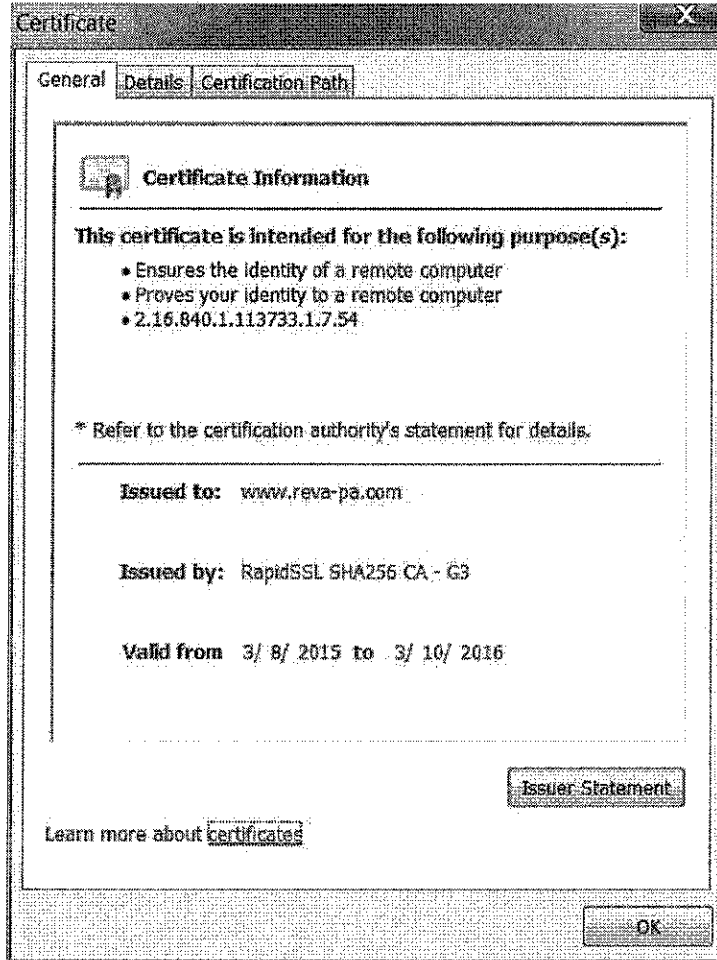 Certificate
General Details Certification Path
Certificate Information
This certificate is intended for the following purpose(s):
• Ensures the identity of a remote computer
• Proves your identity to a remote computer
• 2.16.840.1.113733.1.7.54
* Refer to the certification authority's statement for details.
Issued to: www.reva-pa.com
Issued by: RapidSSL SHA256 CA - G3
Valid from 3/ 8/ 2015 to 3/ 10/ 2016
Issuer Statement
Learn more about certificates
OK